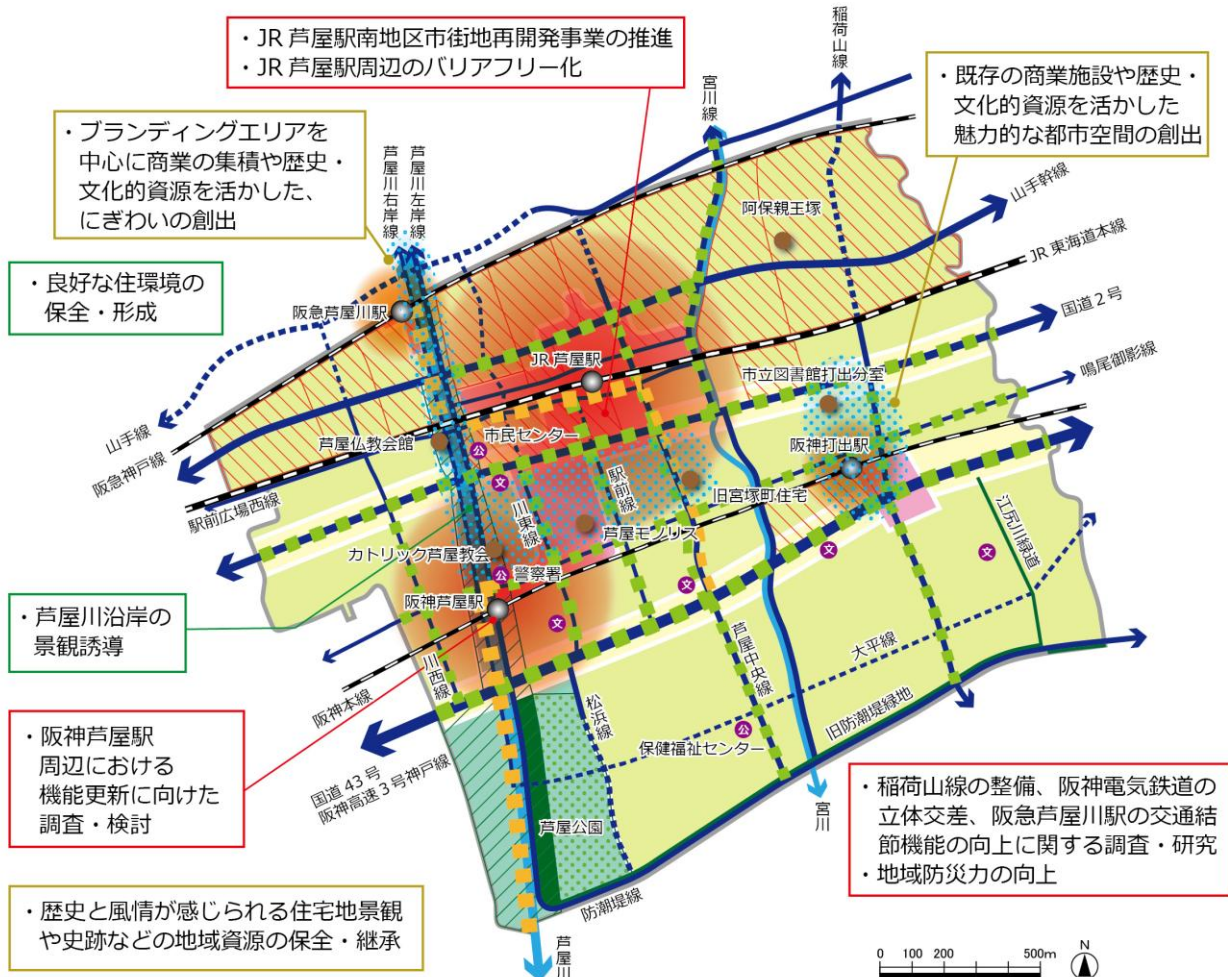 ・JR 芦屋駅南地区市街地再開発事業の推進
・JR 芦屋駅周辺のバリアフリー化
稲荷山線
宮川線
・既存の商業施設や歴史・
文化的資源を活かした
魅力的な都市空間の創出
・ブランディングエリアを
中心に商業の集積や歴史・
文化的資源を活かした、
にぎわいの創出
芦屋川右岸線
芦屋川左岸線
山手幹線
阿保親王塚
JR 東海道本線
・良好な住環境の
保全・形成
阪急芦屋川駅
国道2号
JR 芦屋駅
市立図書館打出分室
鳴尾御影線
山手線
阪急神戸線
駅前広場西線
芦屋仏教会館
市民センター
公
文
阪神打出駅
川東線
駅前線
旧宮塚町住宅
芦屋モノリス
カトリック芦屋教会
公
警察署
江尻川緑道
文
文
文
阪神芦屋駅
文
・芦屋川沿岸の
景観誘導
川西線
阪神本線
松浜線
芦屋中央線
大平線
旧防潮堤緑地
公
保健福祉センター
国道43号
阪神高速3号神戸線
・阪神芦屋駅
周辺における
機能更新に向けた
調査・検討
芦屋公園
宮川
防潮堤線
・稲荷山線の整備、阪神電気鉄道の
立体交差、阪急芦屋川駅の交通結
節機能の向上に関する調査・研究
・地域防災力の向上
・歴史と風情が感じられる住宅地景観
や史跡などの地域資源の保全・継承
芦屋川
0 100 200 500m
N